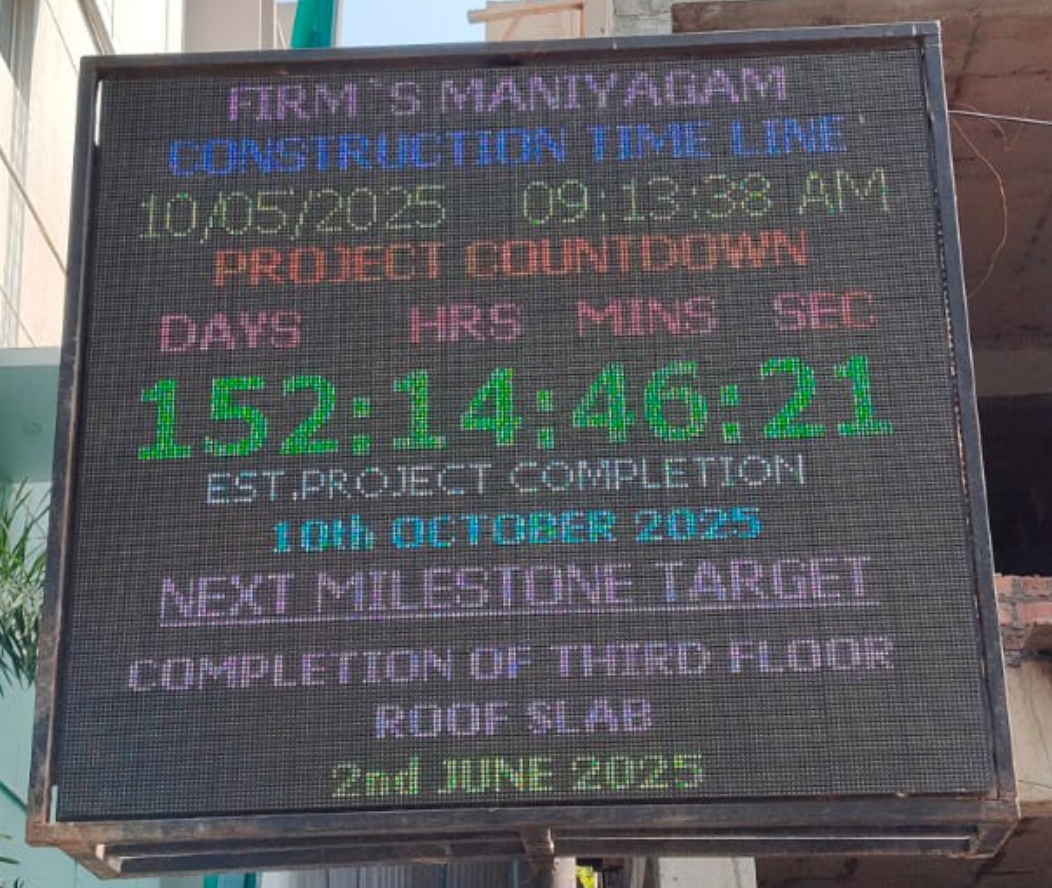 FIRM`S MANIYAGAM
CONSTRUCTION TIME LINE
10/05/2025 09:13:38 AM
PROJECT COUNTDOWN
DAYS HRS MINS SEC
152:14:46:21
EST.PROJECT COMPLETION
10th OCTOBER 2025
NEXT MILESTONE TARGET
COMPLETION OF THIRD FLOOR
ROOF SLAB
2nd JUNE 2025